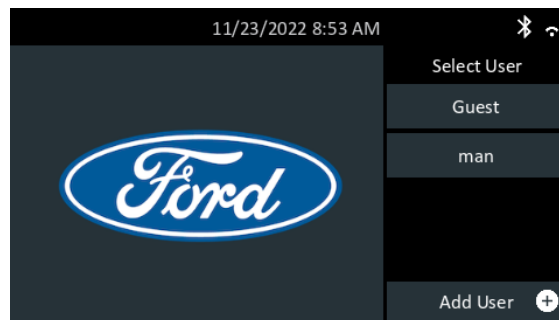 11/23/2022 8:53 AM
Select User
Guest
man
Ford
Add User